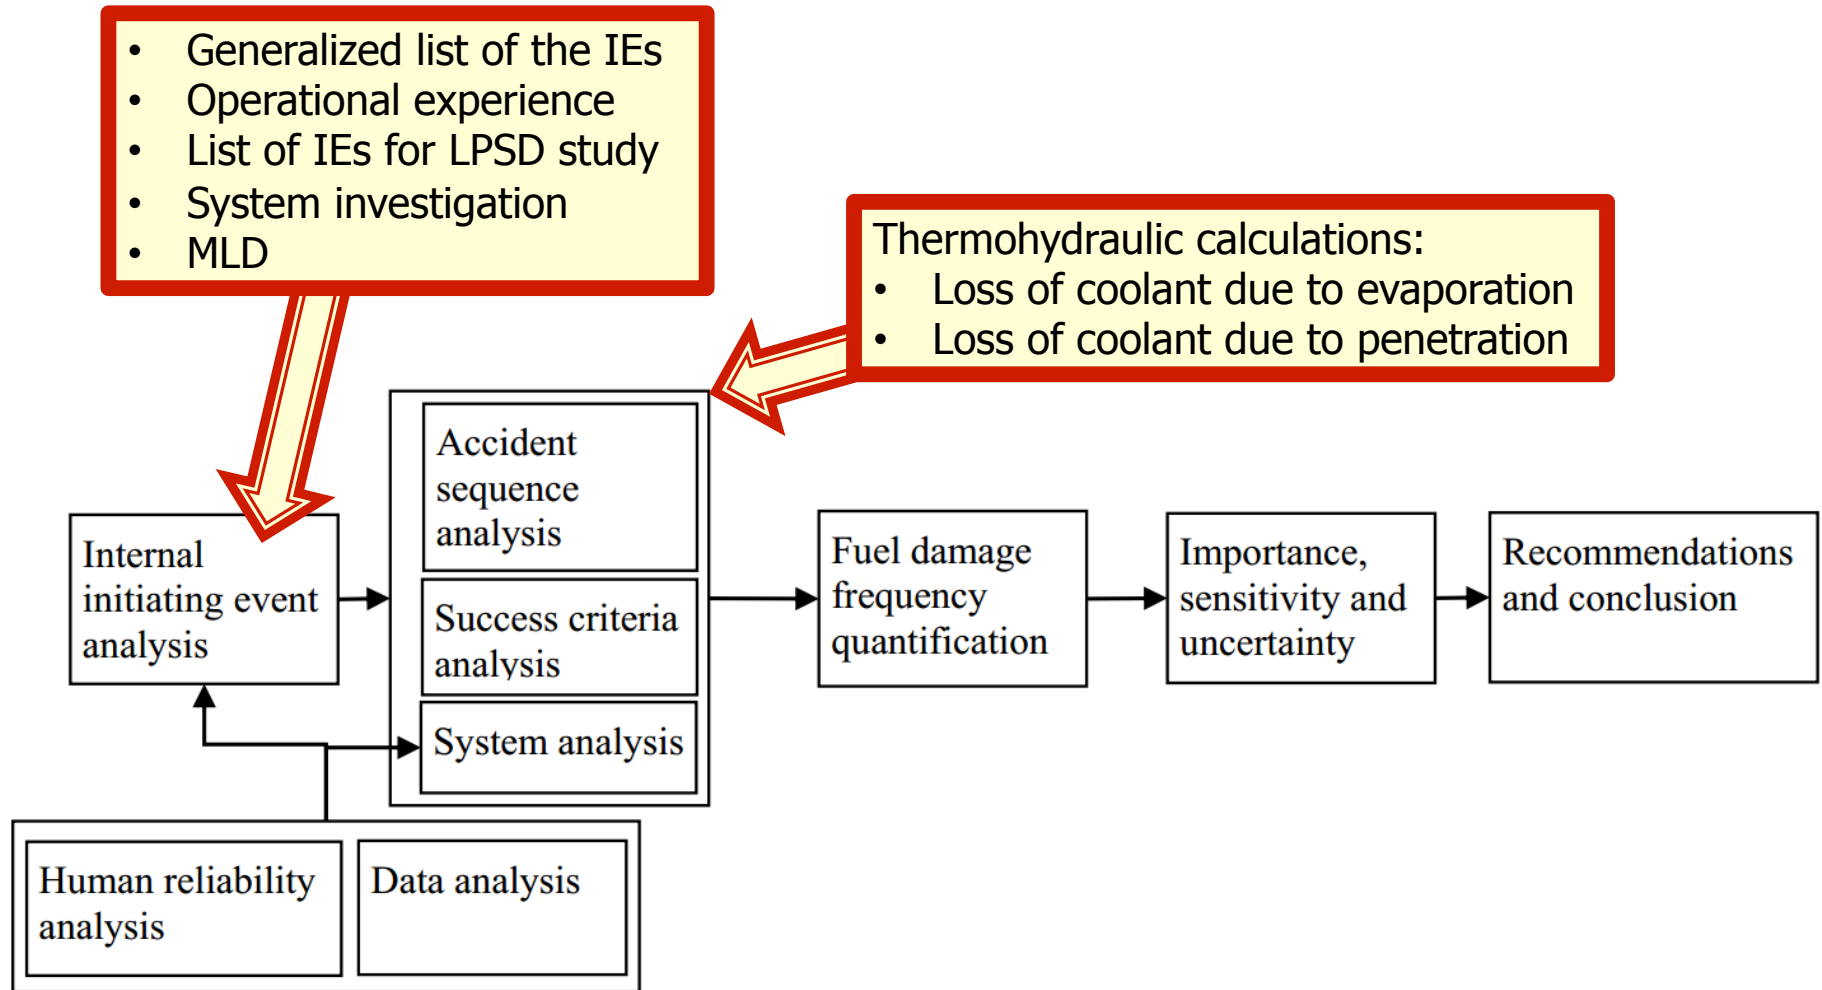 • Generalized list of the IEs
• Operational experience
• List of IEs for LPSD study
• System investigation
• MLD
Thermohydraulic calculations:
• Loss of coolant due to evaporation
• Loss of coolant due to penetration
Internal
initiating event
analysis
Accident
sequence
analysis
Success criteria
analysis
System analysis
Fuel damage
frequency
quantification
Importance,
sensitivity and
uncertainty
Recommendations
and conclusion
Human reliability
analysis
Data analysis